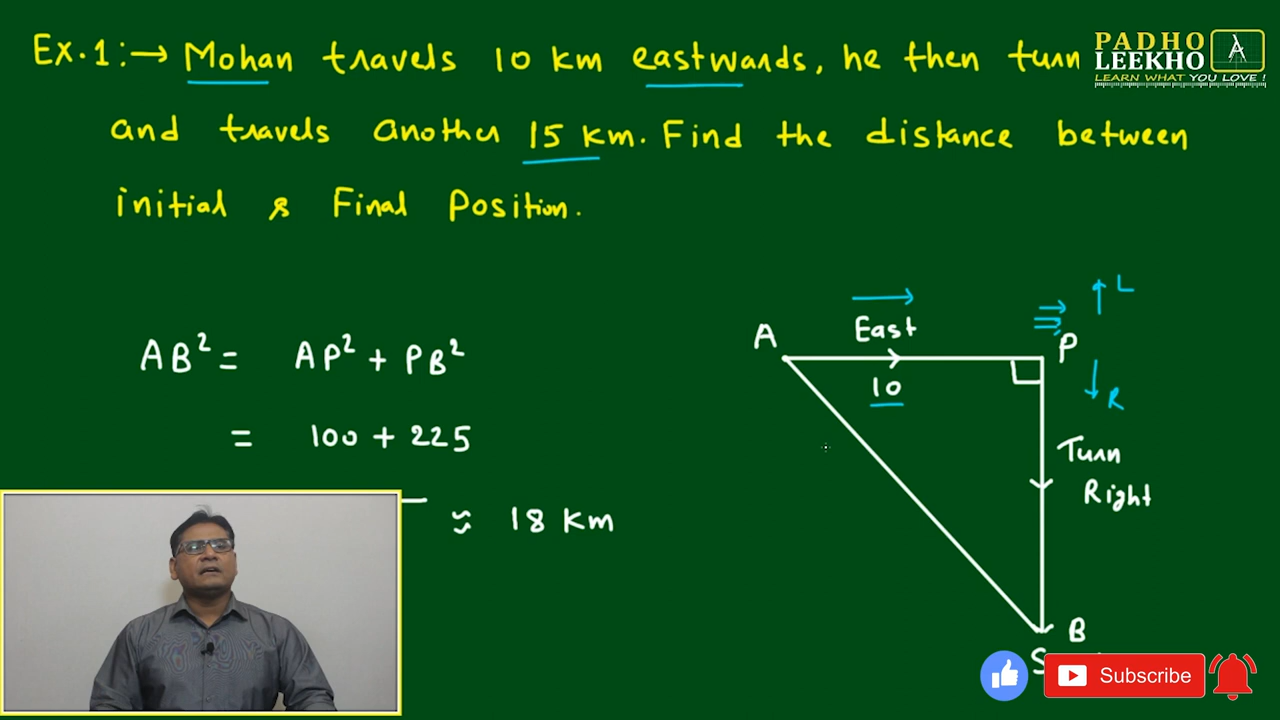 Ex.1:→ Mohan travels 10 km eastwards, he then turn
and travels another 15 km. Find the distance between
initial & Final Position.
PADHO
LEEKHO
LEARN WHAT YOU LOVE !
AB² = AP² + PB²
= 100 + 225
≈ 18 Km
A
East
10
P
L
R
Turn
Right
B
S
Subscribe